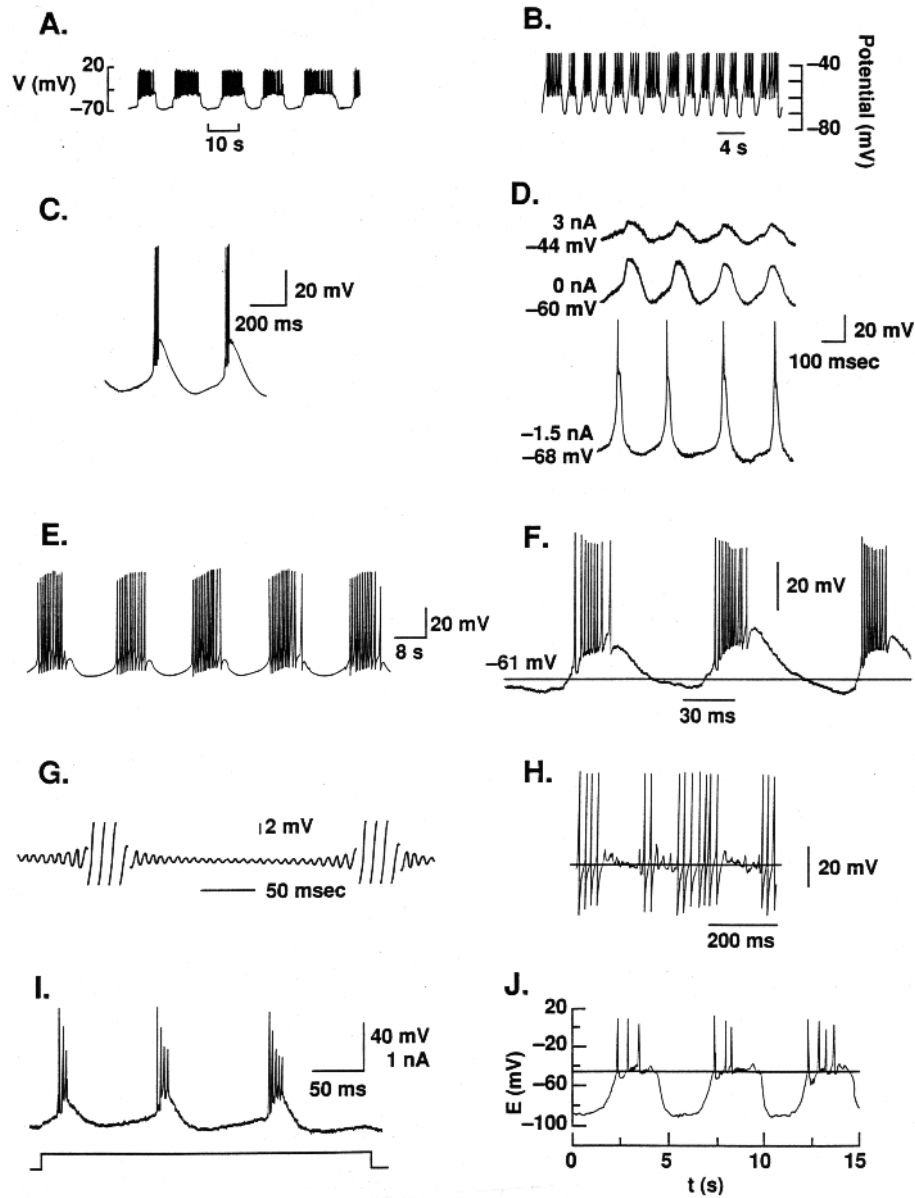 A.
20
V (mV)
−70
10 s
B.
−40
−80
Potential (mV)
4 s
C.
20 mV
200 ms
D.
3 nA
−44 mV
0 nA
−60 mV
20 mV
100 msec
−1.5 nA
−68 mV
E.
20 mV
8 s
F.
20 mV
−61 mV
30 ms
G.
2 mV
50 msec
H.
20 mV
200 ms
I.
40 mV
1 nA
50 ms
J.
20
−20
−60
−100
E (mV)
0 5 10 15
t (s)